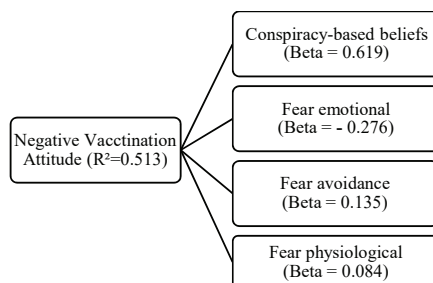 Conspiracy-based beliefs
(Beta = 0.619)
Fear emotional
(Beta = - 0.276)
Negative Vacctination
Attitude (R²=0.513)
Fear avoidance
(Beta = 0.135)
Fear physiological
(Beta = 0.084)